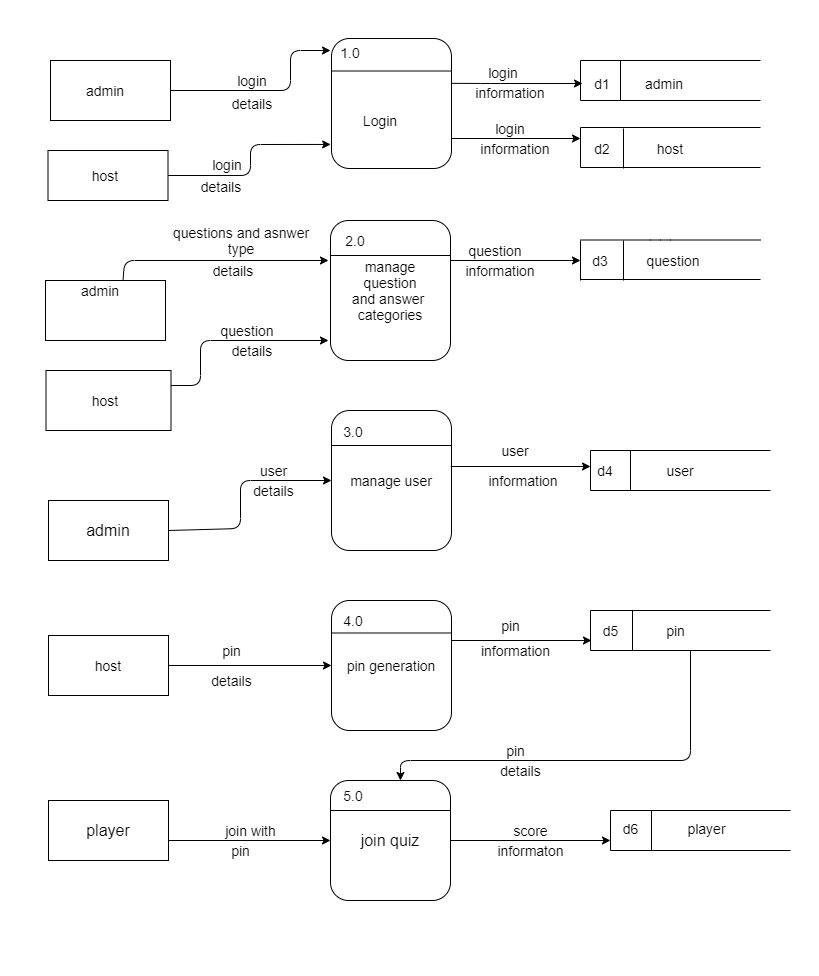 admin
login
details
1.0
Login
login
information
d1
admin
host
login
details
login
information
d2
host
questions and asnwer
type
details
admin
2.0
manage
question
and answer
categories
question
information
d3
question
question
details
host
3.0
manage user
user
details
admin
user
information
d4
user
host
pin
details
4.0
pin generation
pin
information
d5
pin
pin
details
player
join with
pin
5.0
join quiz
score
informaton
d6
player